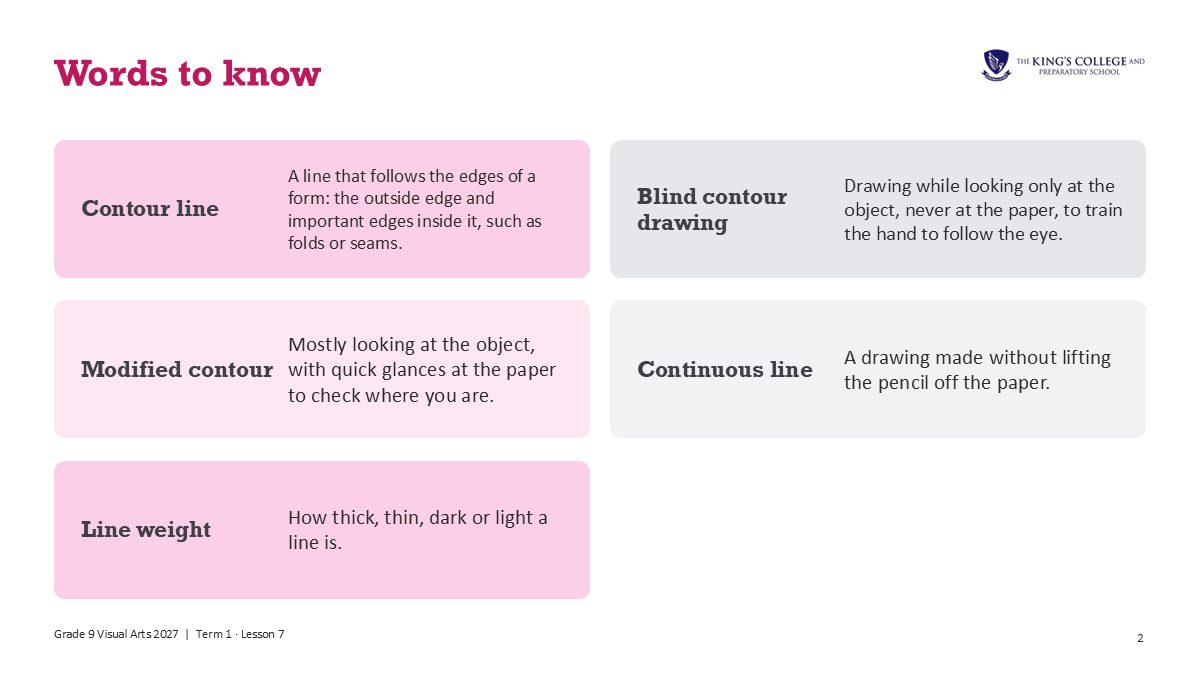 Words to know
THE KING'S COLLEGE AND
PREPARATORY SCHOOL
Contour line
A line that follows the edges of a
form: the outside edge and
important edges inside it, such as
folds or seams.
Blind contour
drawing
Drawing while looking only at the
object, never at the paper, to train
the hand to follow the eye.
Modified contour
Mostly looking at the object,
with quick glances at the paper
to check where you are.
Continuous line
A drawing made without lifting
the pencil off the paper.
Line weight
How thick, thin, dark or light a
line is.
Grade 9 Visual Arts 2027 | Term 1 · Lesson 7
2